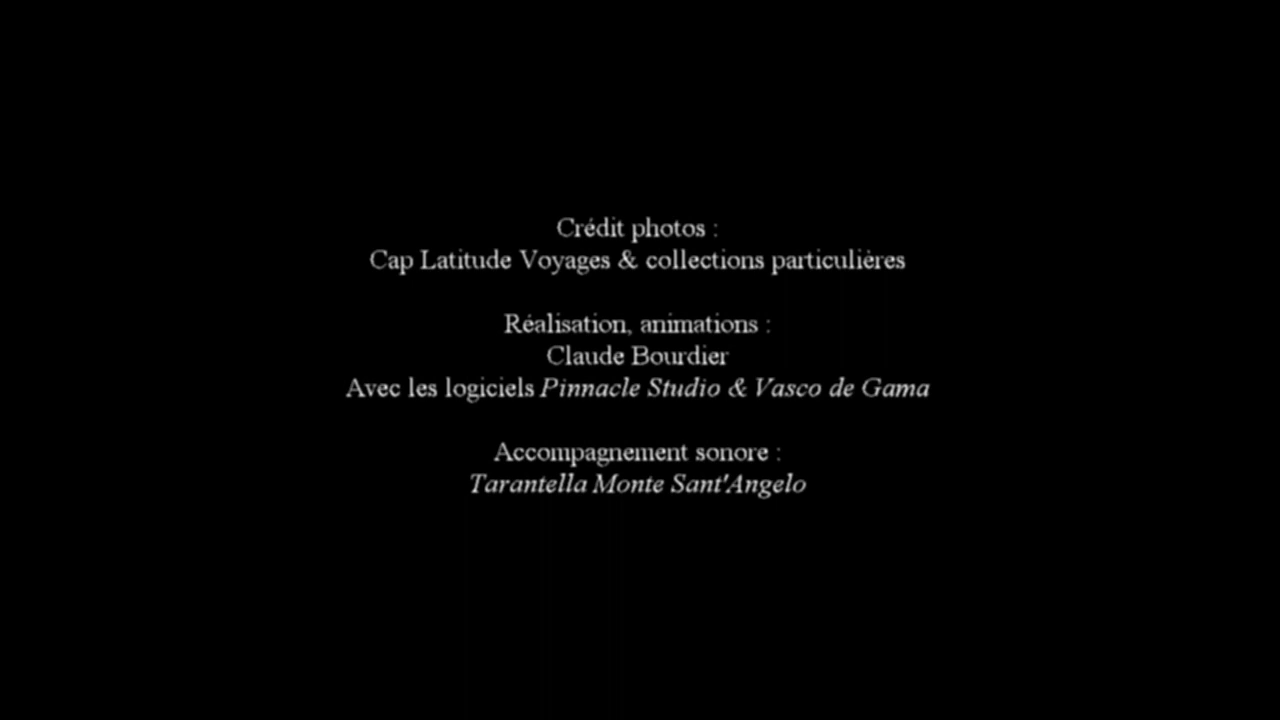 Crédit photos :
Cap Latitude Voyages & collections particulières
Réalisation, animations :
Claude Bourdier
Avec les logiciels Pinnacle Studio & Vasco de Gama
Accompagnement sonore :
Tarantella Monte Sant'Angelo